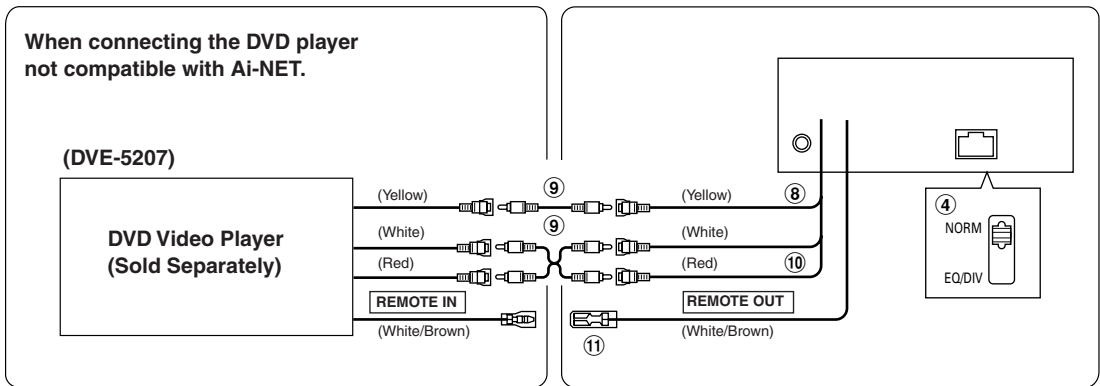 When connecting the DVD player
not compatible with Ai-NET.
(DVE-5207)
DVD Video Player
(Sold Separately)
(Yellow)
⑨
(Yellow)
⑧
(White)
⑨
(White)
(Red)
(Red)
⑩
REMOTE IN
REMOTE OUT
(White/Brown)
⑪
(White/Brown)
④
NORM
EQ/DIV